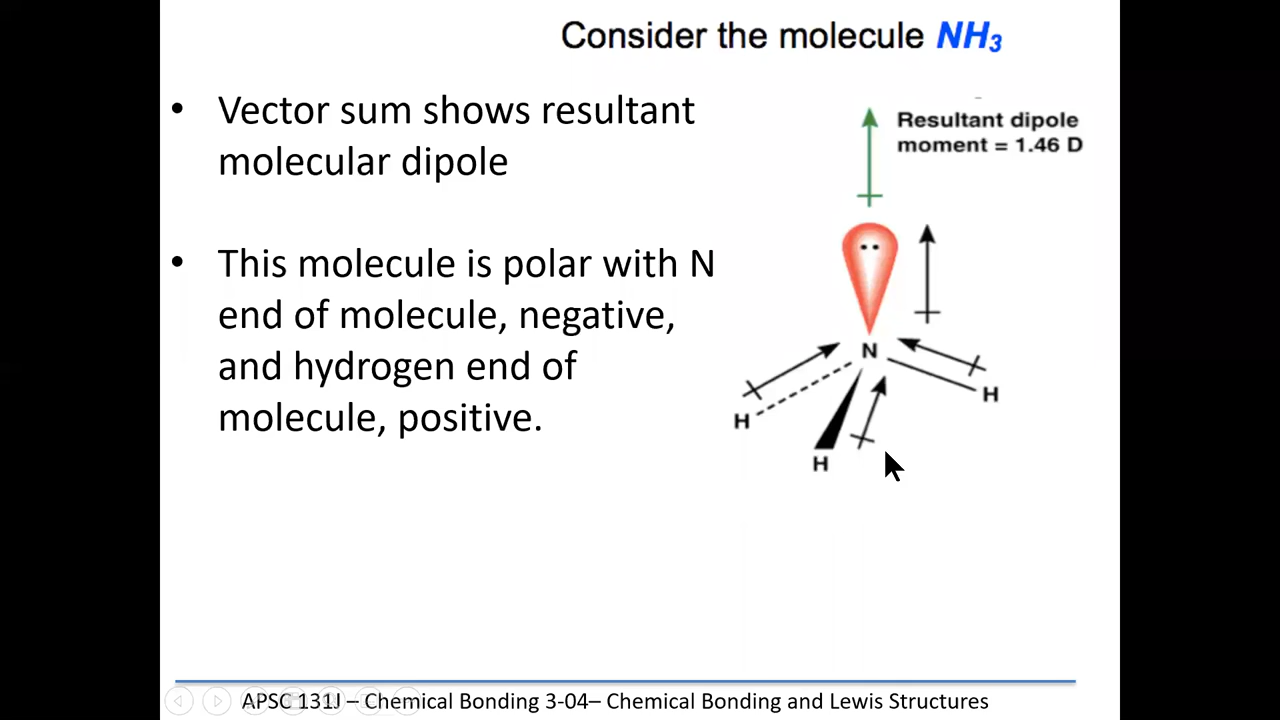 Consider the molecule NH3
• Vector sum shows resultant
molecular dipole
• This molecule is polar with N
end of molecule, negative,
and hydrogen end of
molecule, positive.
Resultant dipole
moment = 1.46 D
N
H
H
H
APSC 131J – Chemical Bonding 3-04– Chemical Bonding and Lewis Structures